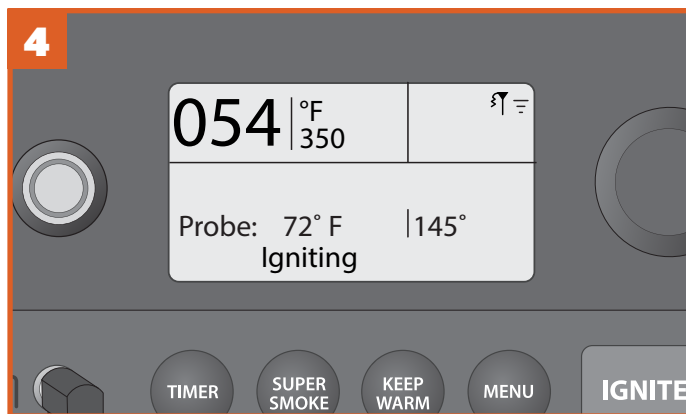 4
054 °F
350
Probe: 72° F 145°
Igniting
TIMER
SUPER
SMOKE
KEEP
WARM
MENU
IGNITE